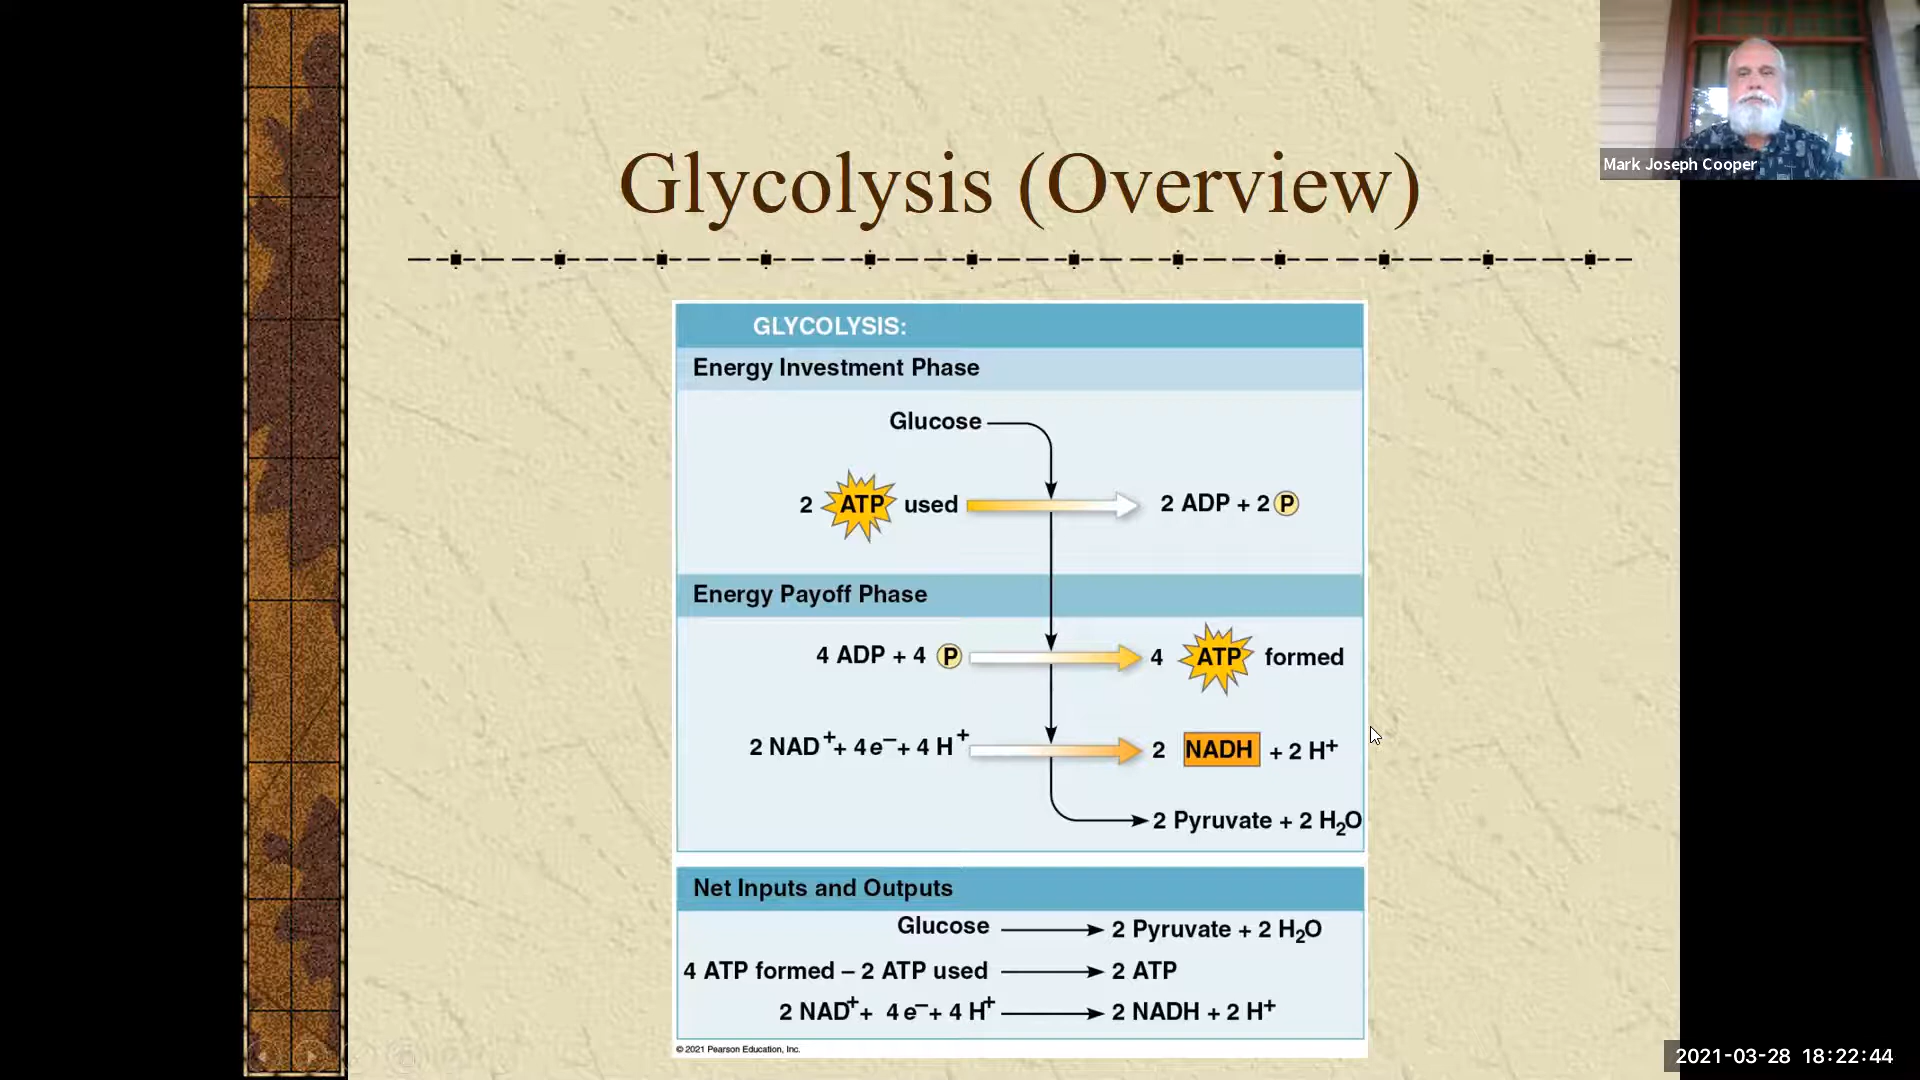 Mark Joseph Cooper
Glycolysis (Overview)
GLYCOLYSIS:
Energy Investment Phase
Glucose
2 ATP used 2 ADP + 2 P
Energy Payoff Phase
4 ADP + 4 P 4 ATP formed
2 NAD⁺ + 4 e⁻ + 4 H⁺ 2 NADH + 2 H⁺
2 Pyruvate + 2 H₂O
Net Inputs and Outputs
Glucose → 2 Pyruvate + 2 H₂O
4 ATP formed – 2 ATP used → 2 ATP
2 NAD⁺ + 4 e⁻ + 4 H⁺ → 2 NADH + 2 H⁺
© 2021 Pearson Education, Inc.
2021-03-28 18:22:44